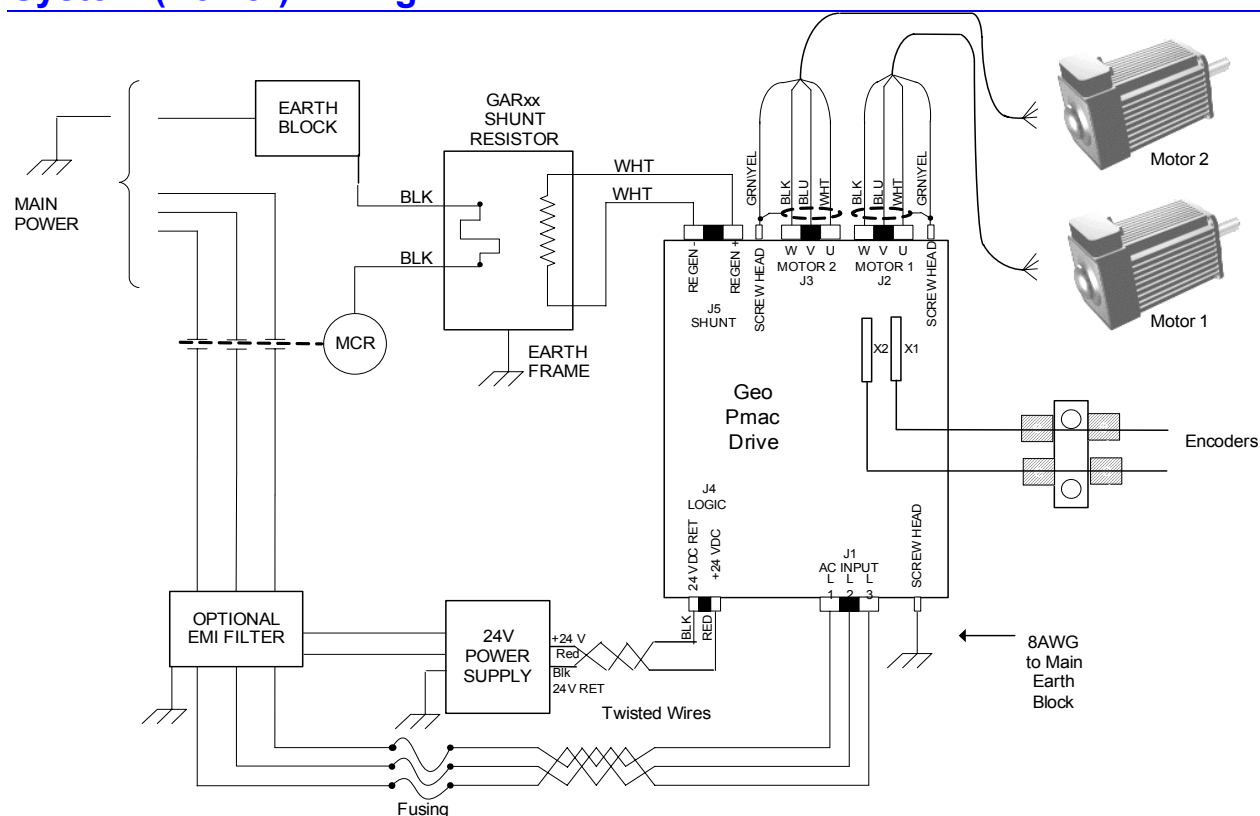 EARTH
BLOCK
GARxx
SHUNT
RESISTOR
MAIN
POWER
BLK
BLK
WHT
WHT
MCR
EARTH
FRAME
GRN\YEL
BLK
BLU
WHT
BLK
BLU
WHT
GRN\YEL
Motor 2
Motor 1
REGEN -
REGEN +
J5
SHUNT
SCREW HEAD
W V U
MOTOR 2
J3
W V U
MOTOR 1
J2
SCREW HEAD
X2
X1
Geo
Pmac
Drive
Encoders
J4
LOGIC
24 VDC RET
+24 VDC
J1
AC INPUT
L L L
1 2 3
SCREW HEAD
BLK
RED
OPTIONAL
EMI FILTER
24V
POWER
SUPPLY
+24 V
Red
Blk
24V RET
Twisted Wires
8AWG
to Main
Earth
Block
Fusing